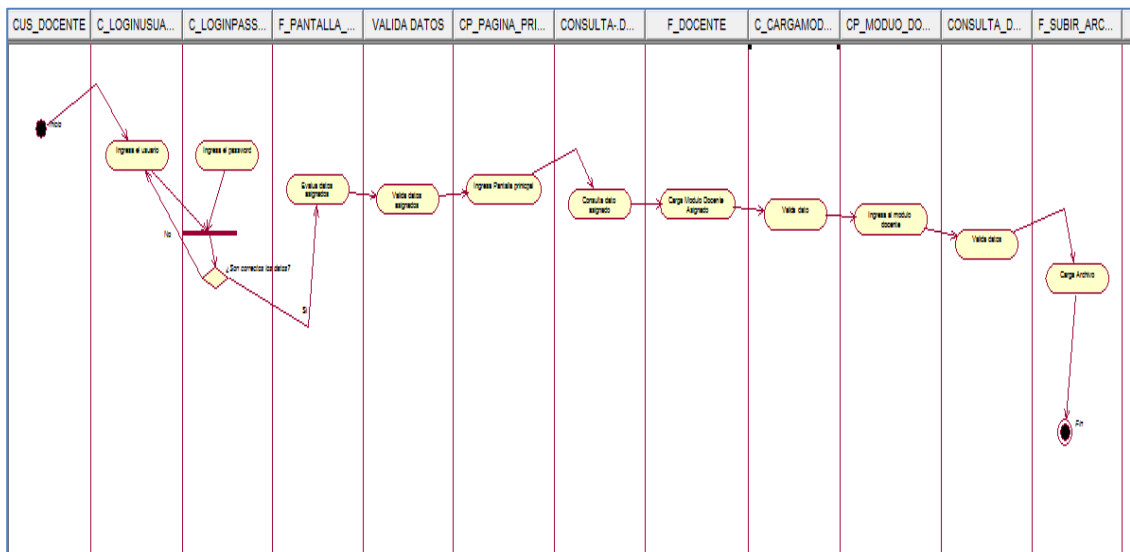 CUS_DOCENTE
C_LOGINUSUA...
C_LOGINPASS...
F_PANTALLA_...
VALIDA DATOS
CP_PAGINA_PRI...
CONSULTA-.D...
F_DOCENTE
C_CARGAMOD...
CP_MODUO_DO...
CONSULTA_D...
F_SUBIR_ARC...
Inicio
Ingresa el usuario
Ingresa el password
Evalua datos
asignados
Valida datos
asignados
Ingresa Pantalla principal
Consulta dato
asignado
Carga Modulo Docente
Asignado
Valida dato
Ingresa al modulo
docente
Valida datos
Carga Archivo
No
¿Son correctos los datos?
Si
Fin